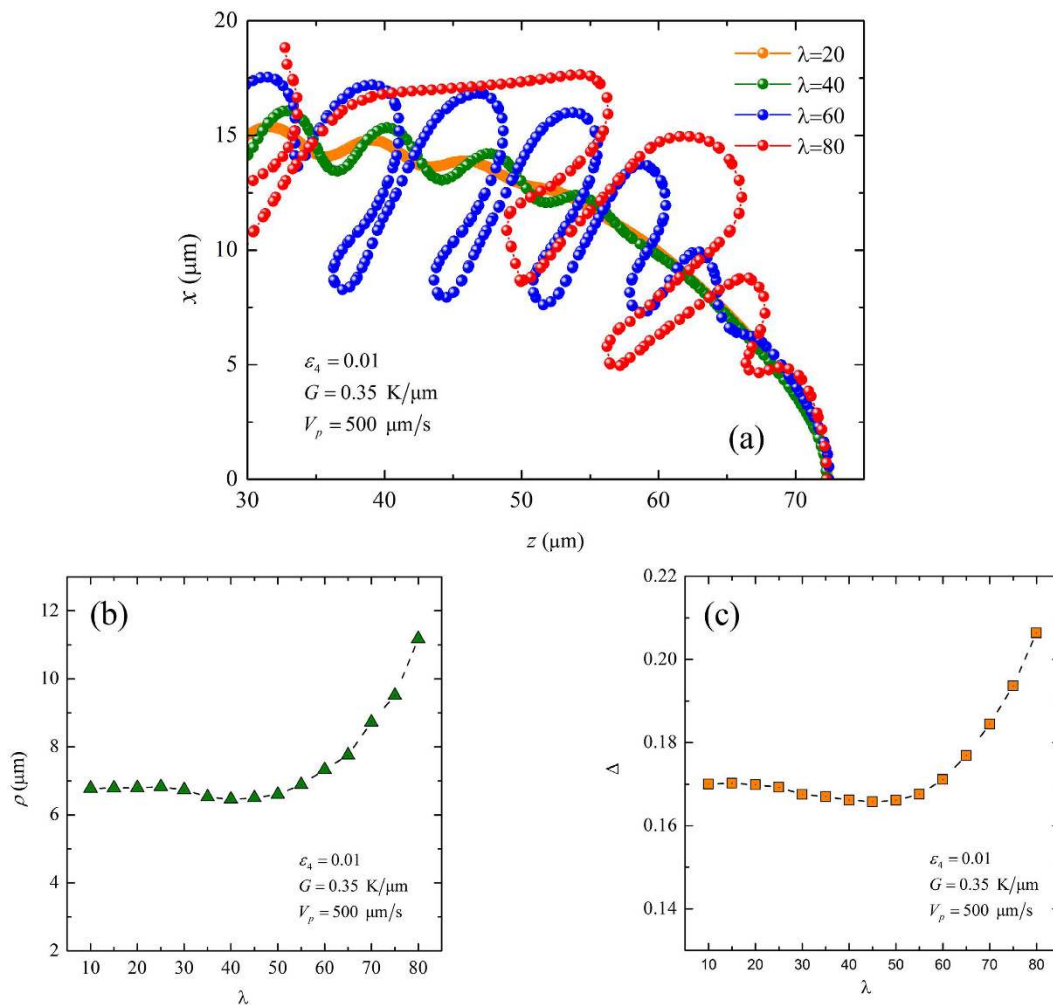 20
15
10
5
0
x (μm)
λ=20
λ=40
λ=60
λ=80
ε₄ = 0.01
G = 0.35 K/μm
Vₚ = 500 μm/s
(a)
30 40 50 60 70
z (μm)
(b)
12
10
8
6
4
2
ρ (μm)
ε₄ = 0.01
G = 0.35 K/μm
Vₚ = 500 μm/s
10 20 30 40 50 60 70 80
λ
(c)
0.22
0.20
0.18
0.16
0.14
Δ
ε₄ = 0.01
G = 0.35 K/μm
Vₚ = 500 μm/s
10 20 30 40 50 60 70 80
λ